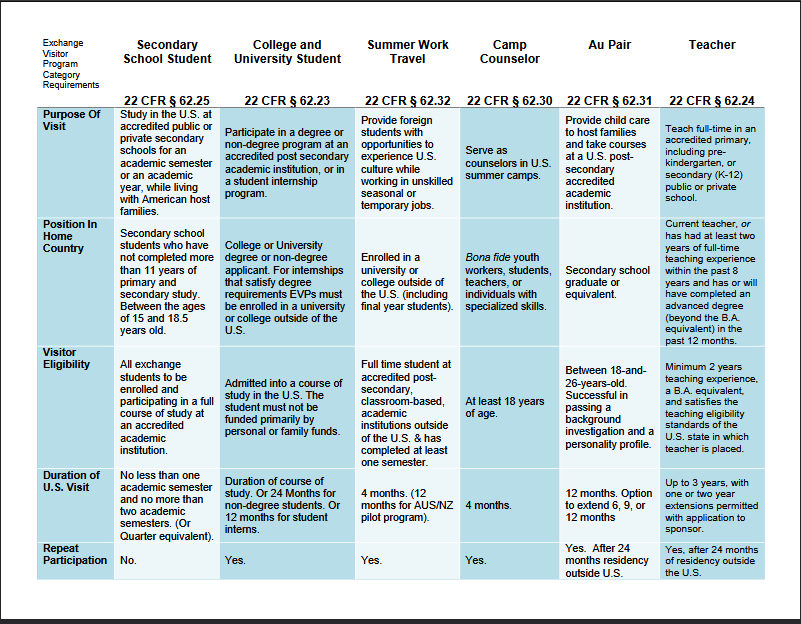 Exchange
Visitor
Program
Category
Requirements
Secondary
School Student
22 CFR § 62.25
College and
University Student
22 CFR § 62.23
Summer Work
Travel
22 CFR § 62.32
Camp
Counselor
22 CFR § 62.30
Au Pair
22 CFR § 62.31
Teacher
22 CFR § 62.24
Purpose Of
Visit
Study in the U.S. at
accredited public or
private secondary
schools for an
academic semester
or an academic
year, while living
with American host
families.
Participate in a degree or
non-degree program at an
accredited post secondary
academic institution, or in
a student internship
program.
Provide foreign
students with
opportunities to
experience U.S.
culture while
working in unskilled
seasonal or
temporary jobs.
Serve as
counselors in U.S.
summer camps.
Provide child care
to host families
and take courses
at a U.S. post-
secondary
accredited
academic
institution.
Teach full-time in an
accredited primary,
including pre-
kindergarten, or
secondary (K-12)
public or private
school.
Position In
Home
Country
Secondary school
students who have
not completed more
than 11 years of
primary and
secondary study.
Between the ages
of 15 and 18.5
years old.
College or University
degree or non-degree
applicant. For internships
that satisfy degree
requirements EVPs must
be enrolled in a university
or college outside of the
U.S.
Enrolled in a
university or
college outside of
the U.S. (including
final year students).
Bona fide youth
workers, students,
teachers, or
individuals with
specialized skills.
Secondary school
graduate or
equivalent.
Current teacher, or
has had at least two
years of full-time
teaching experience
within the past 8
years and has or will
have completed an
advanced degree
(beyond the B.A.
equivalent) in the
past 12 months.
Visitor
Eligibility
All exchange
students to be
enrolled and
participating in a full
course of study at
an accredited
academic
institution.
Admitted into a course of
study in the U.S. The
student must not be
funded primarily by
personal or family funds.
Full time student at
accredited post-
secondary,
classroom-based,
academic
institutions outside
of the U.S. & has
completed at least
one semester.
At least 18 years
of age.
Between 18-and-
26-years-old.
Successful in
passing a
background
investigation and a
personality profile.
Minimum 2 years
teaching experience,
a B.A. equivalent,
and satisfies the
teaching eligibility
standards of the
U.S. state in which
teacher is placed.
Duration of
U.S. Visit
No less than one
academic semester
and no more than
two academic
semesters. (Or
Quarter equivalent).
Duration of course of
study. Or 24 Months for
non-degree students. Or
12 months for student
interns.
4 months. (12
months for AUS/NZ
pilot program).
4 months.
12 months. Option
to extend 6, 9, or
12 months
Up to 3 years, with
one or two year
extensions permitted
with application to
sponsor.
Repeat
Participation
No.
Yes.
Yes.
Yes.
Yes. After 24
months residency
outside U.S.
Yes, after 24 months
of residency outside
the U.S.